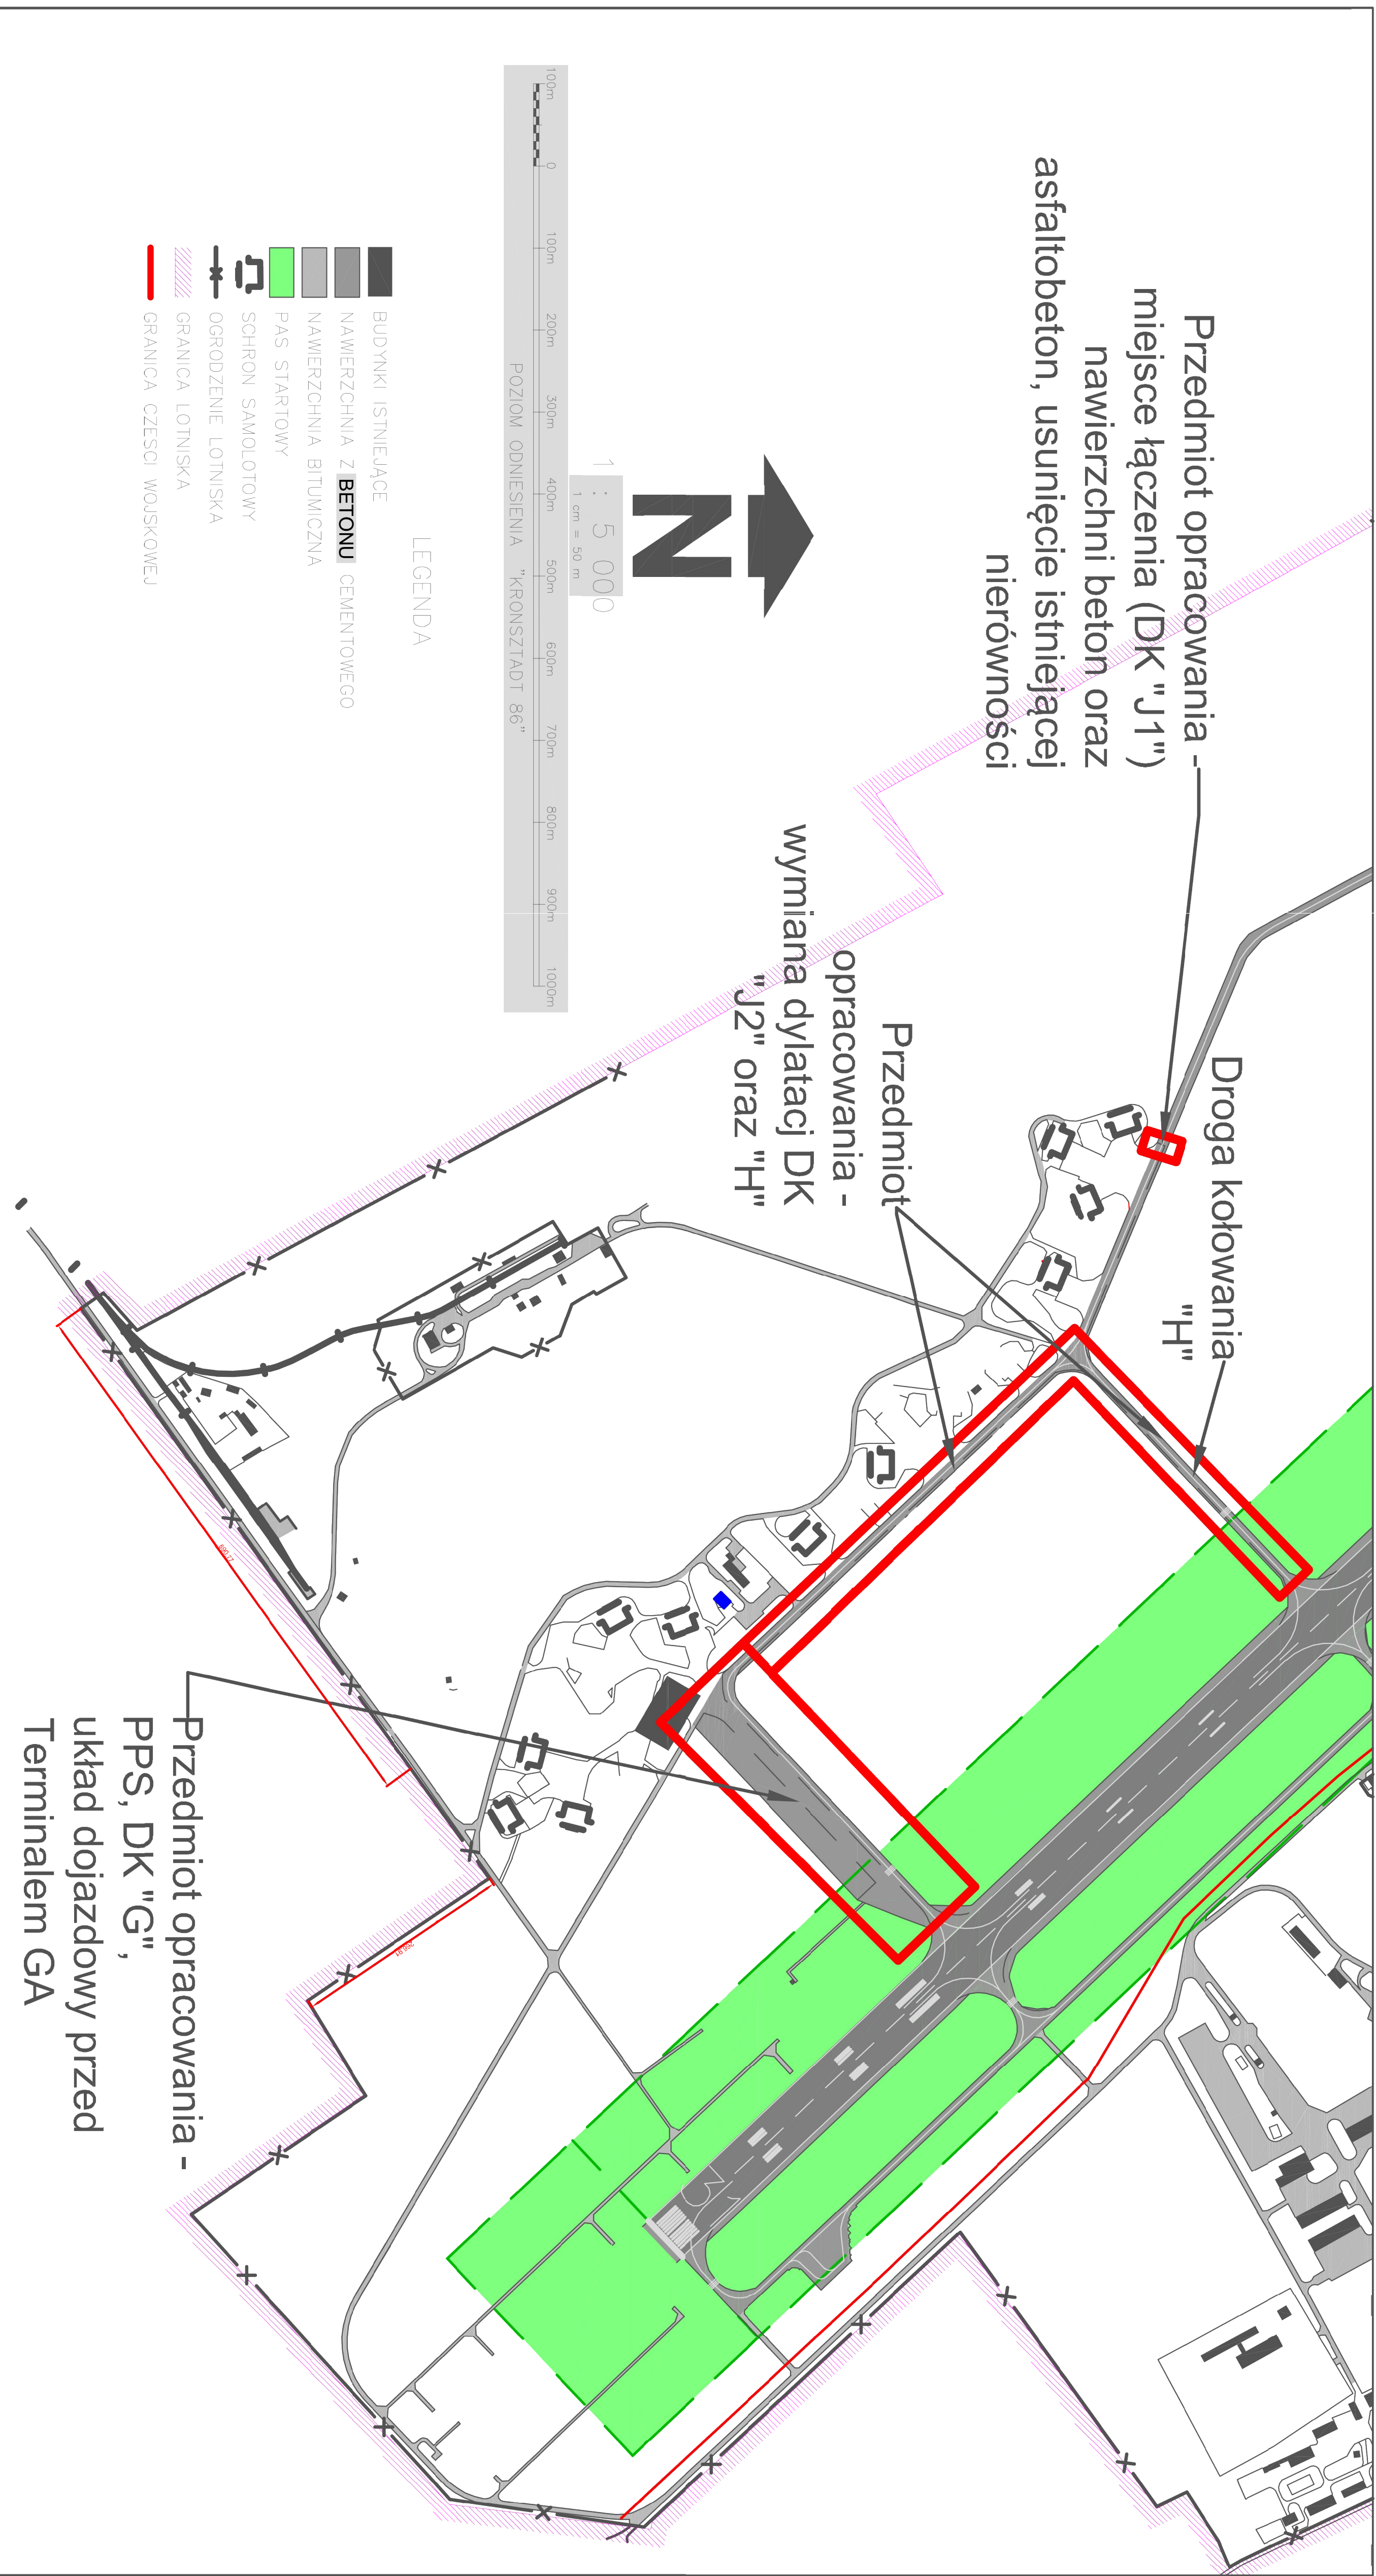 Przedmiot opracowania -
miejsce łączenia (DK "J1")
nawierzchni beton oraz
asfaltobeton, usunięcie istniejącej
nierówności
Droga kołowania
"H"
Przedmiot
opracowania -
wymiana dylatacj DK
"J2" oraz "H"
1 : 5 000
1 cm = 50 m
100m 0 100m 200m 300m 400m 500m 600m 700m 800m 900m 1000m
POZIOM ODNIESIENIA "KRONSZTADT 86"
LEGENDA
BUDYNKI ISTNIEJĄCE
NAWIERZCHNIA Z BETONU CEMENTOWEGO
NAWIERZCHNIA BITUMICZNA
PAS STARTOWY
SCHRON SAMOLOTOWY
OGRODZENIE LOTNISKA
GRANICA LOTNISKA
GRANICA CZESCI WOJSKOWEJ
N
31
Przedmiot opracowania -
PPS, DK "G",
układ dojazdowy przed
Terminalem GA